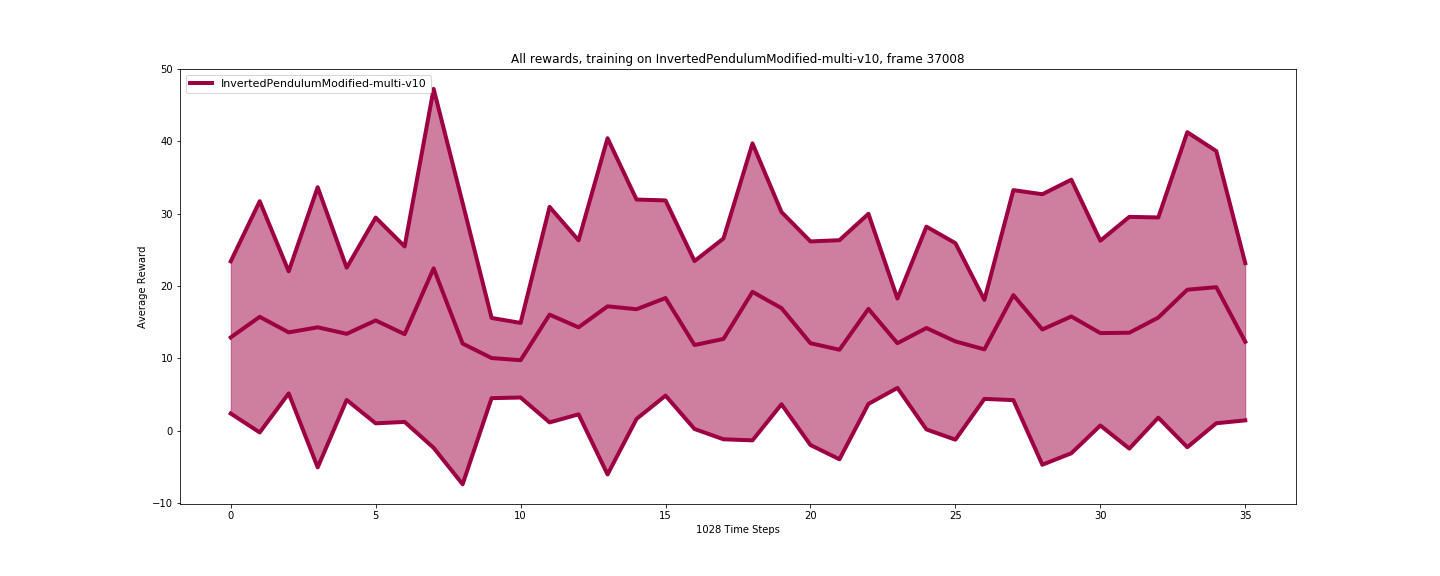 All rewards, training on InvertedPendulumModified-multi-v10, frame 37008
InvertedPendulumModified-multi-v10
Average Reward
50
40
30
20
10
0
−10
0 5 10 15 20 25 30 35
1028 Time Steps